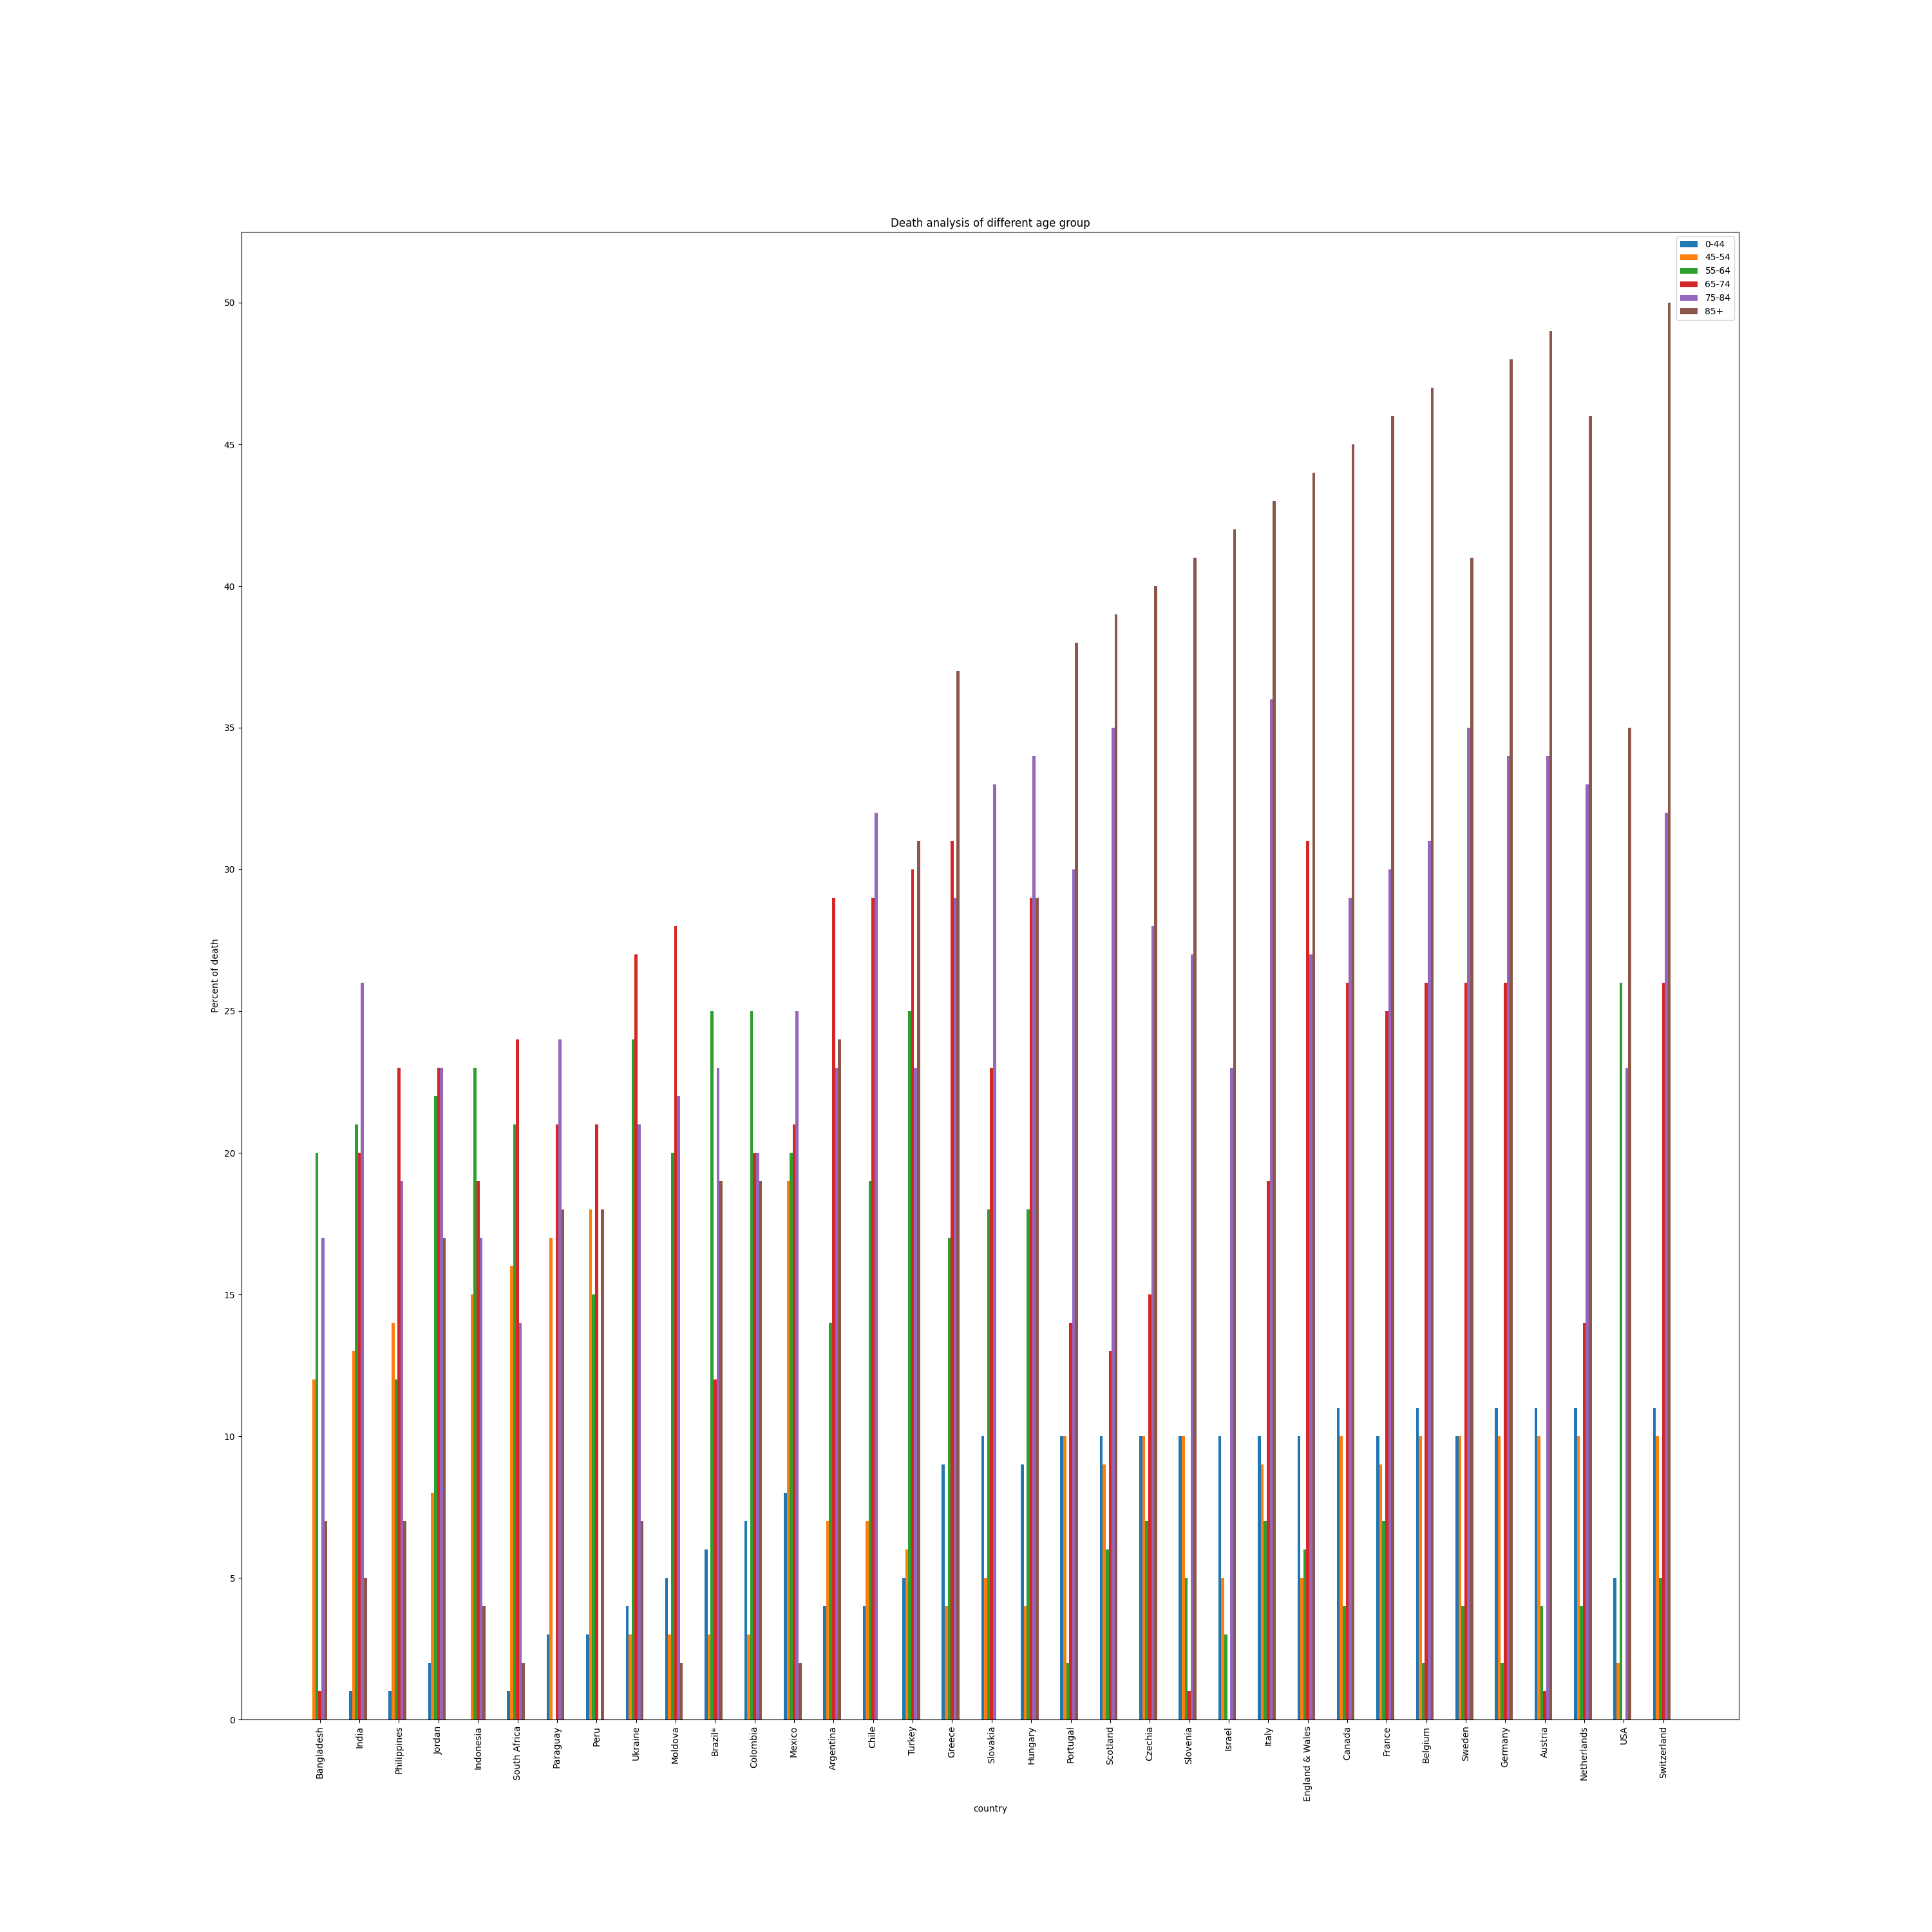 Death analysis of different age group
0-44
45-54
55-64
65-74
75-84
85+
50
45
40
35
30
25
20
15
10
5
0
Percent of death
Bangladesh
India
Philippines
Jordan
Indonesia
South Africa
Paraguay
Peru
Ukraine
Moldova
Brazil*
Colombia
Mexico
Argentina
Chile
Turkey
Greece
Slovakia
Hungary
Portugal
Scotland
Czechia
Slovenia
Israel
Italy
England & Wales
Canada
France
Belgium
Sweden
Germany
Austria
Netherlands
USA
Switzerland
country